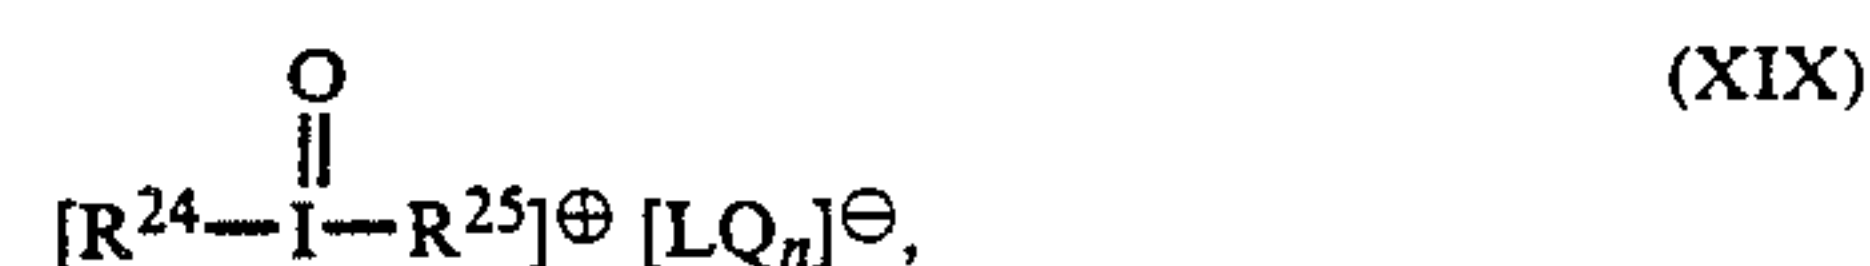 O (XIX)
[R24—I—R25]⊕ [LQn]⊖,